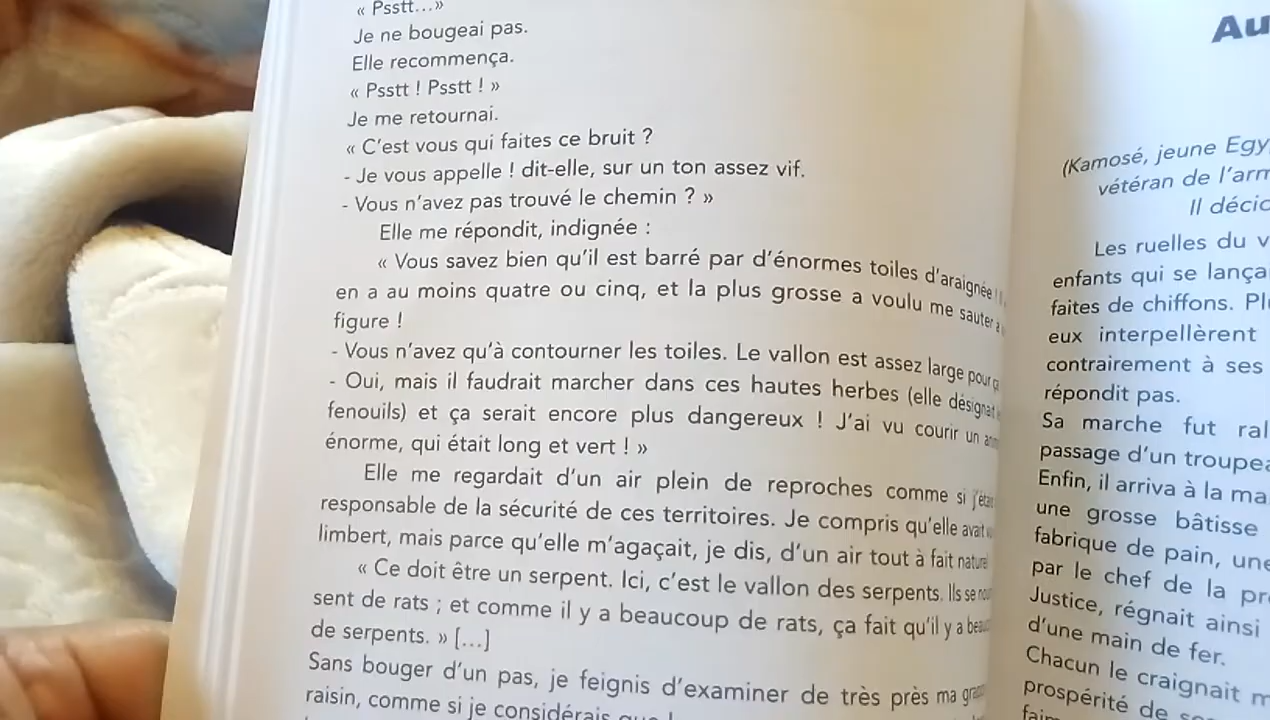 « Psstt...»
Je ne bougeai pas.
Elle recommença.
« Psstt ! Psstt ! »
Je me retournai.
« C'est vous qui faites ce bruit ?
- Je vous appelle ! dit-elle, sur un ton assez vif.
- Vous n'avez pas trouvé le chemin ? »
Elle me répondit, indignée :
« Vous savez bien qu'il est barré par d'énormes toiles d'araignée !
en a au moins quatre ou cinq, et la plus grosse a voulu me sauter à
figure !
- Vous n'avez qu'à contourner les toiles. Le vallon est assez large pour
- Oui, mais il faudrait marcher dans ces hautes herbes (elle désignait
fenouils) et ça serait encore plus dangereux ! J'ai vu courir un
énorme, qui était long et vert ! »
Elle me regardait d'un air plein de reproches comme si
responsable de la sécurité de ces territoires. Je compris qu'elle avait
limbert, mais parce qu'elle m'agaçait, je dis, d'un air tout à fait naturel
« Ce doit être un serpent. Ici, c'est le vallon des serpents. Ils se
sent de rats ; et comme il y a beaucoup de rats, ça fait qu'il y a
de serpents. » [...]
Sans bouger d'un pas, je feignis d'examiner de très près ma
raisin, comme si je considérais
Au
(Kamosé, jeune Egy
vétéran de l'arm
Il décid
Les ruelles du v
enfants qui se lança
faites de chiffons. Pl
eux interpellèrent
contrairement à ses
répondit pas.
Sa marche fut ral
passage d'un troupea
Enfin, il arriva à la ma
une grosse bâtisse
fabrique de pain, une
par le chef de la pr
Justice, régnait ainsi
d'une main de fer.
Chacun le craignait m
prospérité de